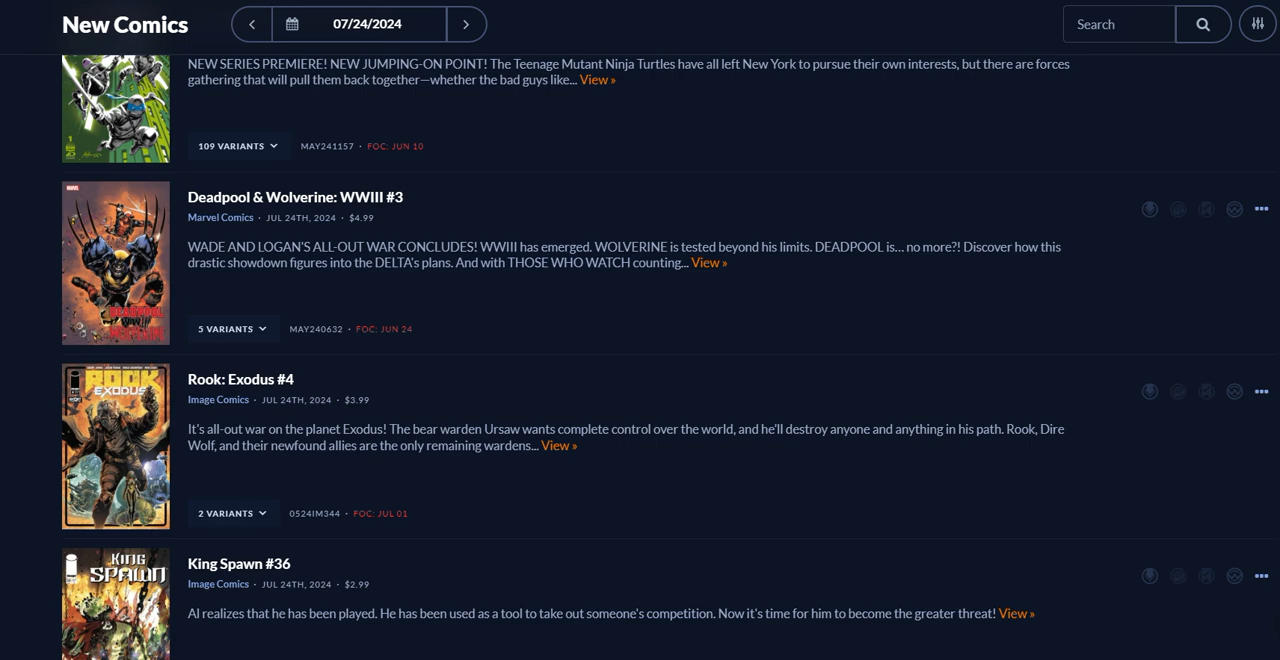 New Comics
07/24/2024
Search
NEW SERIES PREMIERE! NEW JUMPING-ON POINT! The Teenage Mutant Ninja Turtles have all left New York to pursue their own interests, but there are forces
gathering that will pull them back together—whether the bad guys like... View »
109 VARIANTS MAY241157 · FOC: JUN 10
MARVEL
DEADPOOL
WOLVERINE
Deadpool & Wolverine: WWIII #3
Marvel Comics · JUL 24TH, 2024 · $4.99
WADE AND LOGAN'S ALL-OUT WAR CONCLUDES! WWIII has emerged. WOLVERINE is tested beyond his limits. DEADPOOL is… no more?! Discover how this
drastic showdown figures into the DELTA's plans. And with THOSE WHO WATCH counting... View »
5 VARIANTS MAY240632 · FOC: JUN 24
ROOK
EXODUS
Rook: Exodus #4
Image Comics · JUL 24TH, 2024 · $3.99
It's all-out war on the planet Exodus! The bear warden Ursaw wants complete control over the world, and he'll destroy anyone and anything in his path. Rook, Dire
Wolf, and their newfound allies are the only remaining wardens... View »
2 VARIANTS 0524IM344 · FOC: JUL 01
KING
SPAWN
King Spawn #36
Image Comics · JUL 24TH, 2024 · $2.99
Al realizes that he has been played. He has been used as a tool to take out someone's competition. Now it's time for him to become the greater threat! View »